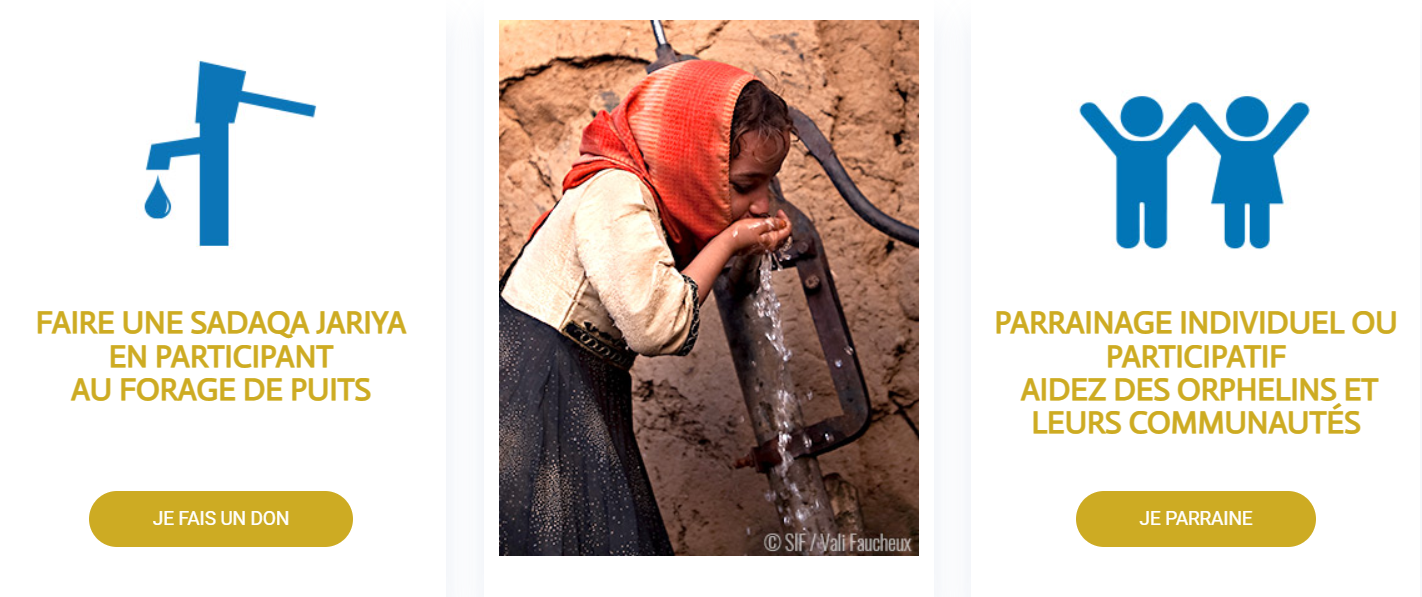 FAIRE UNE SADAQA JARIYA
EN PARTICIPANT
AU FORAGE DE PUITS
JE FAIS UN DON
© SIF / Vali Faucheux
PARRAINAGE INDIVIDUEL OU
PARTICIPATIF
AIDEZ DES ORPHELINS ET
LEURS COMMUNAUTÉS
JE PARRAINE